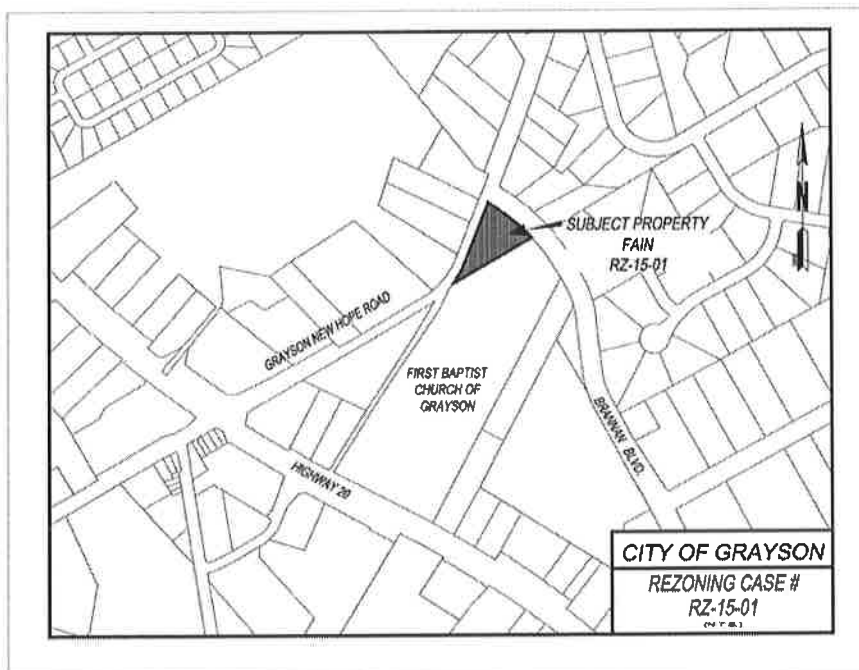 SUBJECT PROPERTY
FAIN
RZ-15-01
N
GRAYSON NEW HOPE ROAD
FIRST BAPTIST
CHURCH OF
GRAYSON
BRANNAN BLVD.
HIGHWAY 20
CITY OF GRAYSON
REZONING CASE #
RZ-15-01
(N.T.S.)